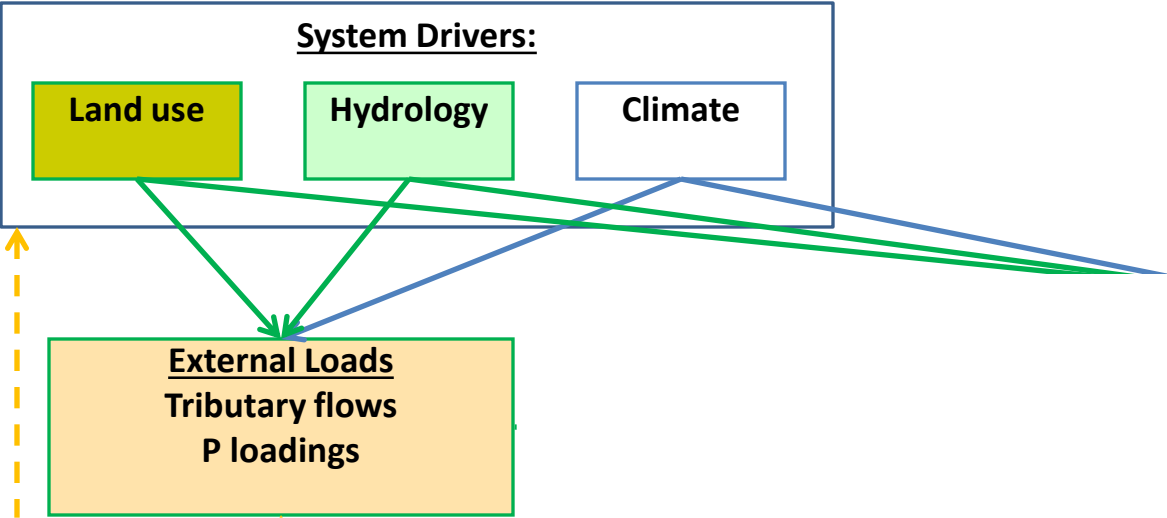 System Drivers:
Land use
Hydrology
Climate
External Loads
Tributary flows
P loadings